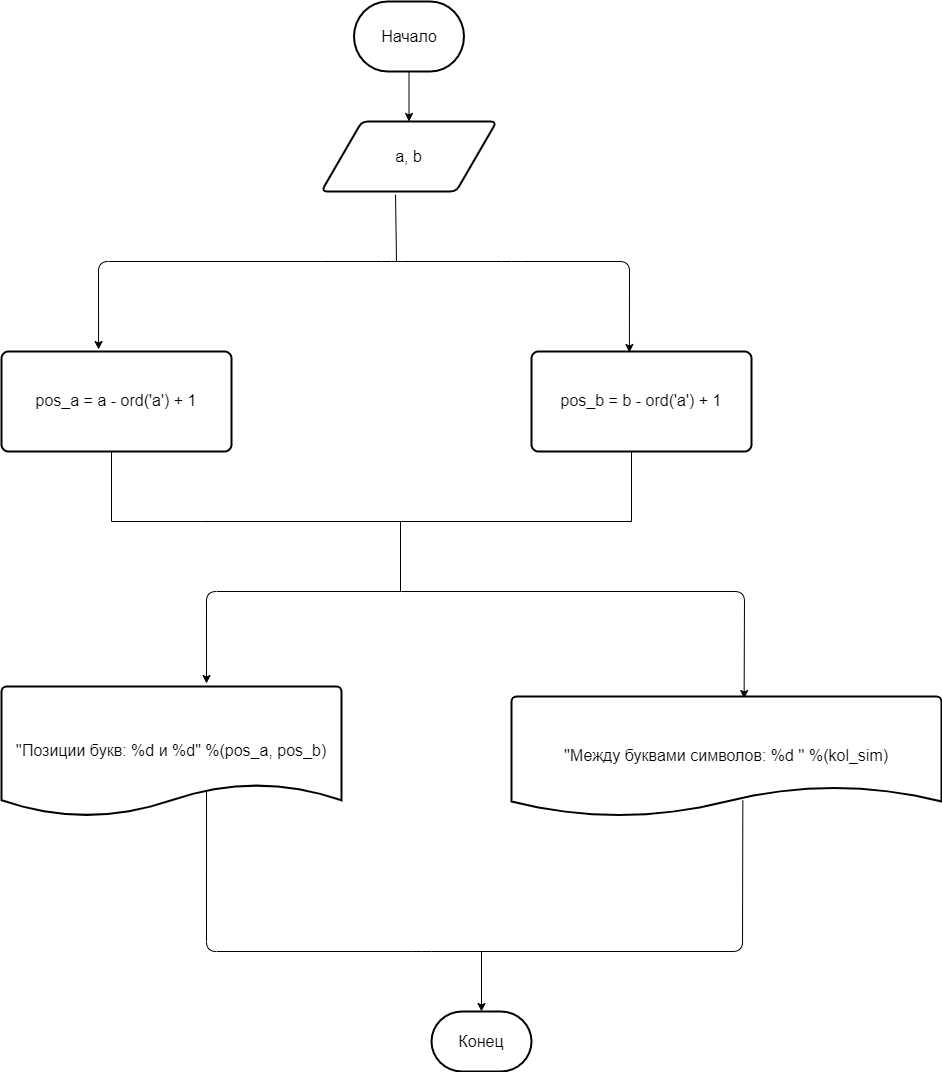 Начало
a, b
pos_a = a - ord('a') + 1
pos_b = b - ord('a') + 1
"Позиции букв: %d и %d" %(pos_a, pos_b)
"Между буквами символов: %d " %(kol_sim)
Конец